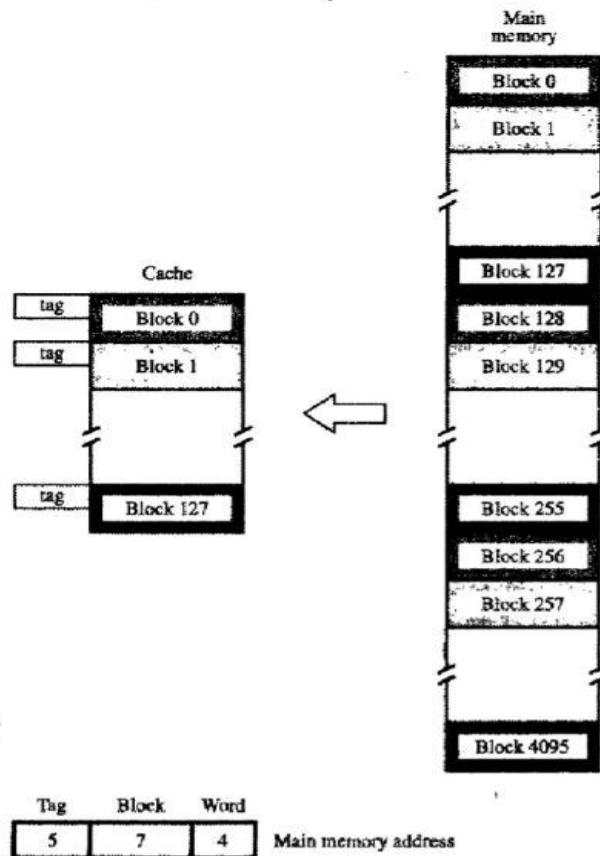 Main
memory
Block 0
Block 1
Block 127
Block 128
Block 129
Block 255
Block 256
Block 257
Block 4095
Cache
tag
Block 0
tag
Block 1
tag
Block 127
Tag Block Word
5 7 4 Main memory address